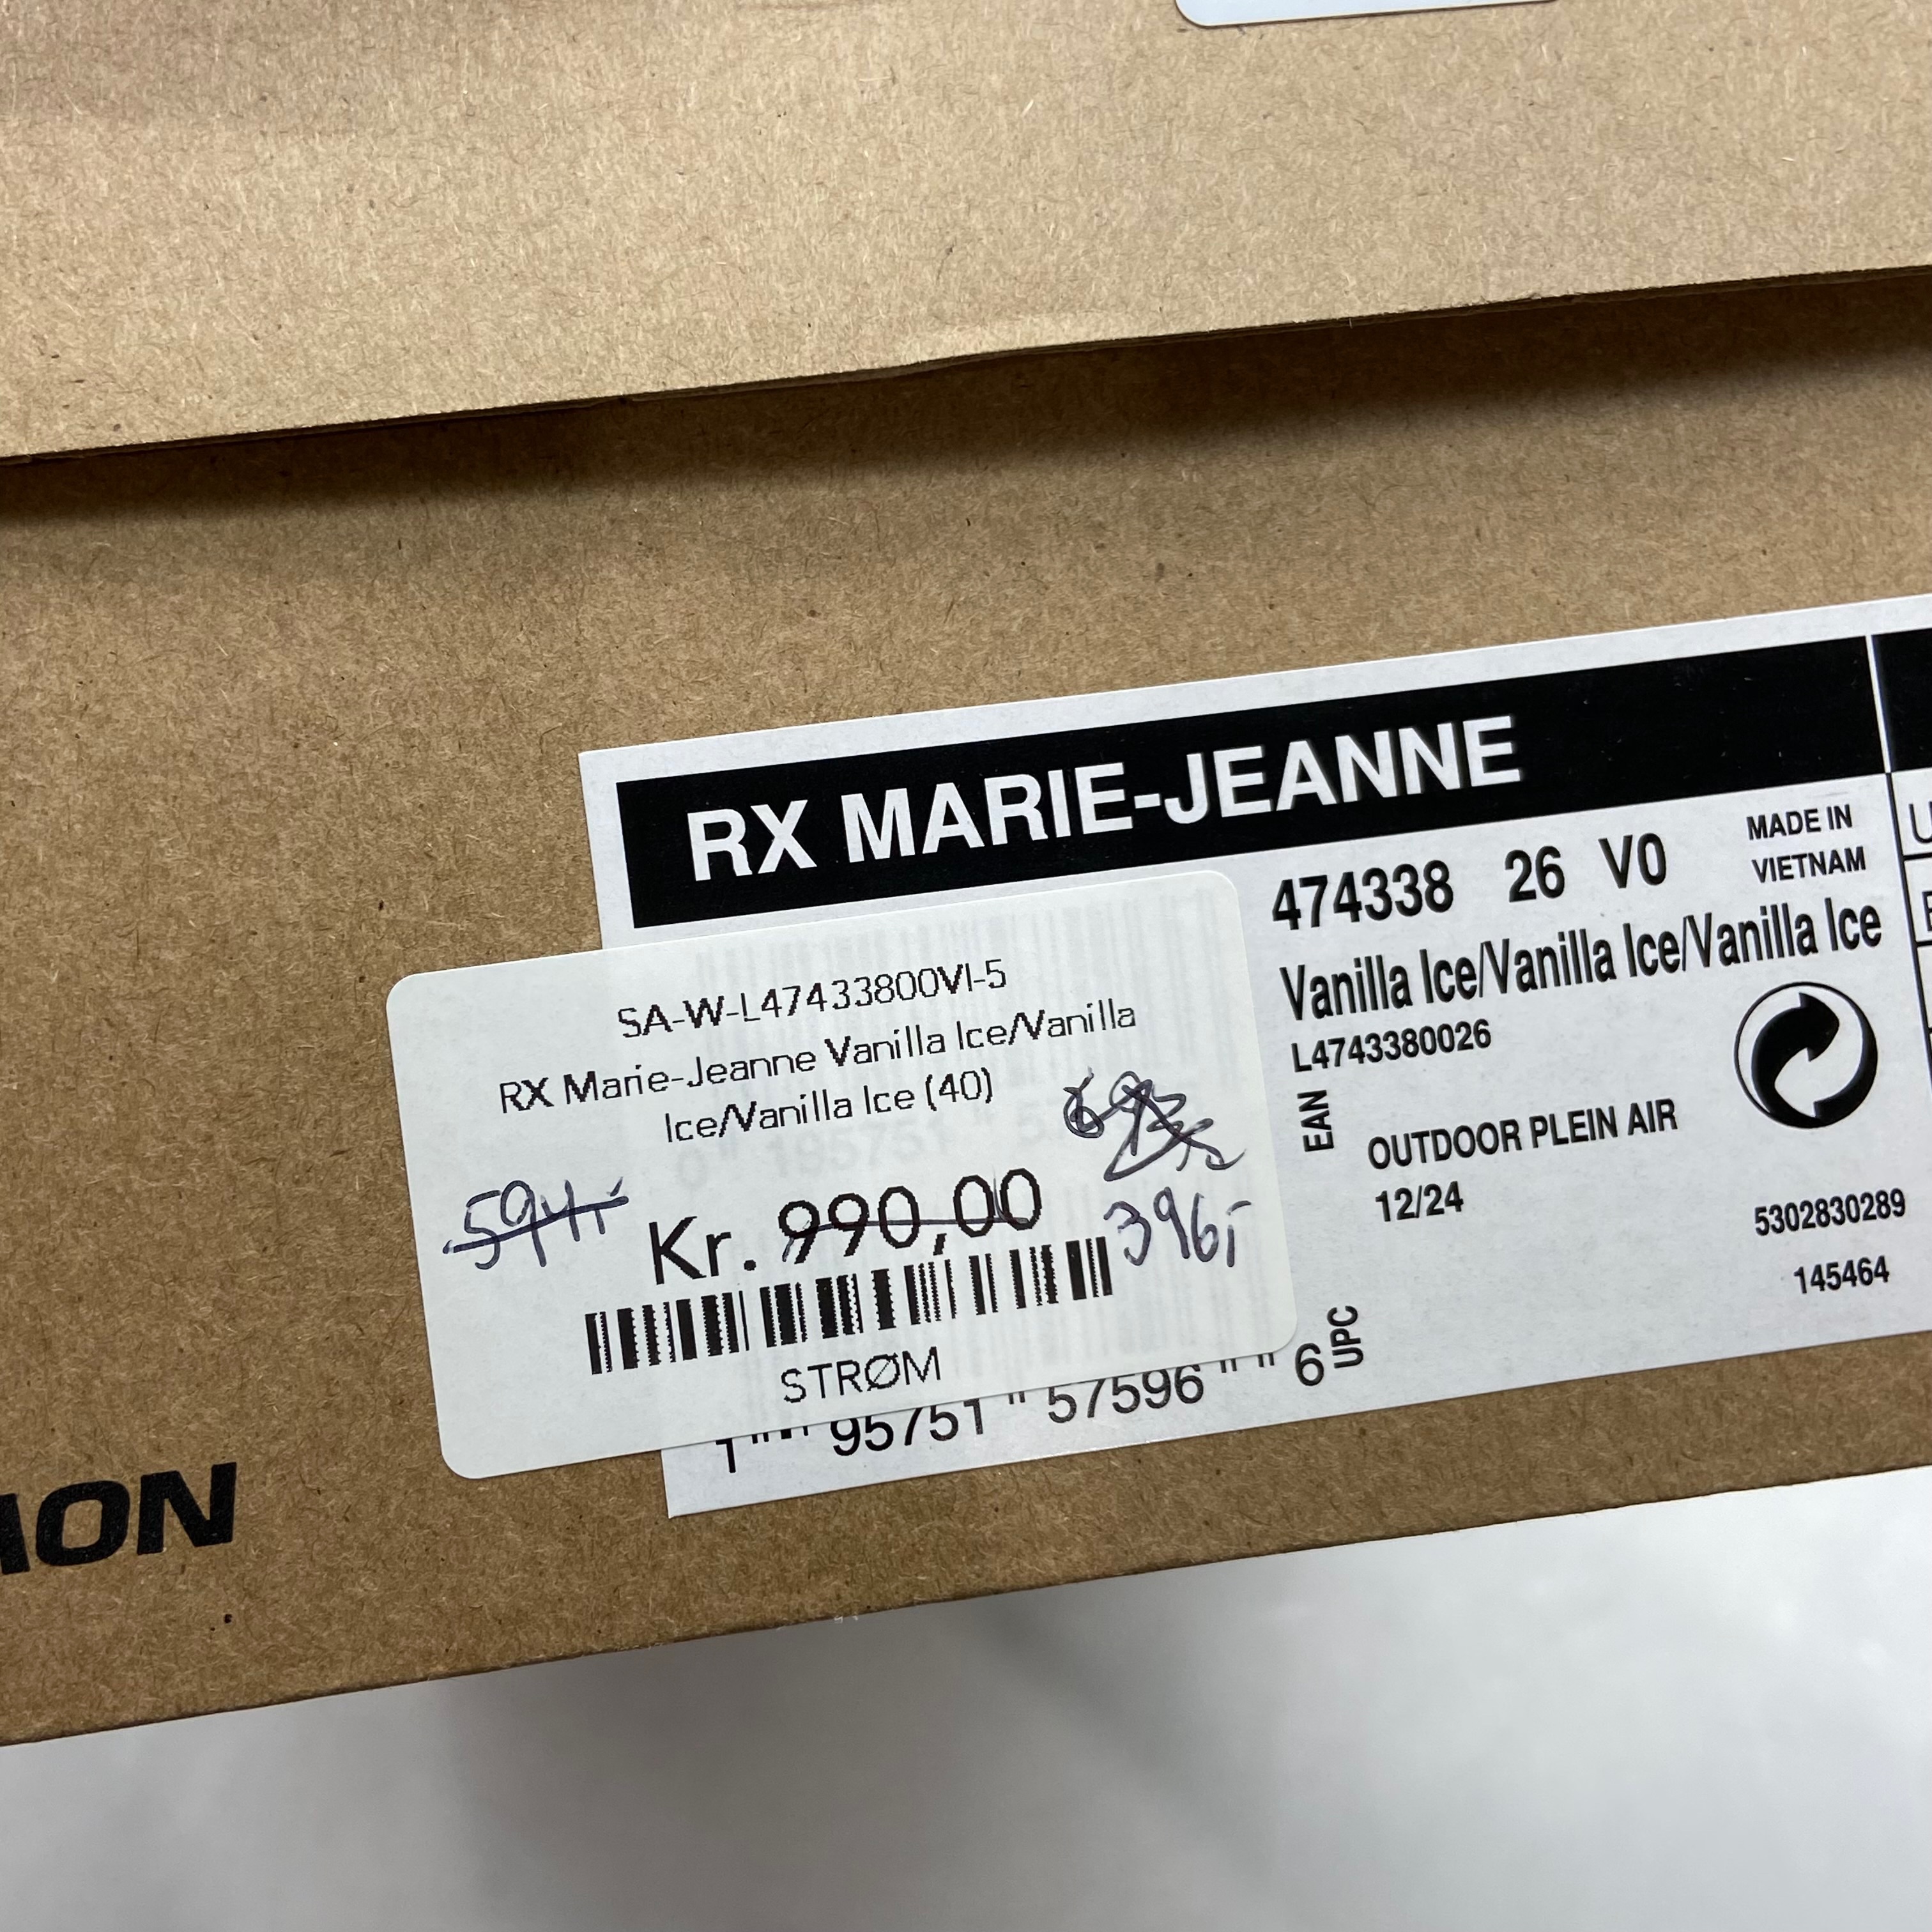 RX MARIE-JEANNE
474338 26 V0
MADE IN
VIETNAM
Vanilla Ice/Vanilla Ice/Vanilla Ice
L4743380026
EAN
OUTDOOR PLEIN AIR
12/24
5302830289
145464
UPC
SA-W-L47433800VI-5
RX Marie-Jeanne Vanilla Ice/Vanilla
Ice/Vanilla Ice (40)
594,-
Kr. 990,00
396,-
STRØM
1 95751 57596 6
MON